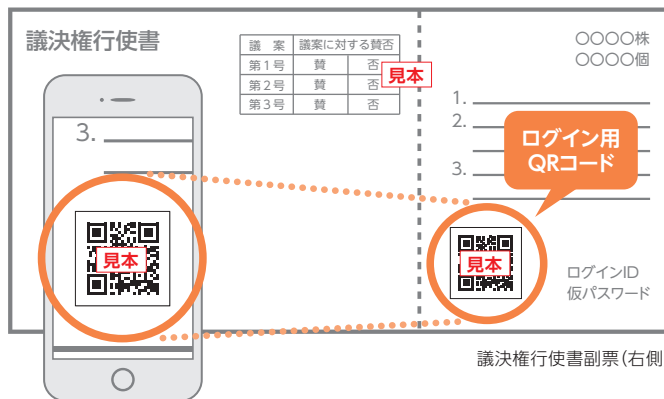 議決権行使書
議 案 議案に対する賛否
第1号 賛 否
第2号 賛 否
第3号 賛 否
見本
○○○○株
○○○○個
1.
2.
3.
ログイン用
QRコード
見本
ログインID
仮パスワード
3.
見本
議決権行使書副票(右側